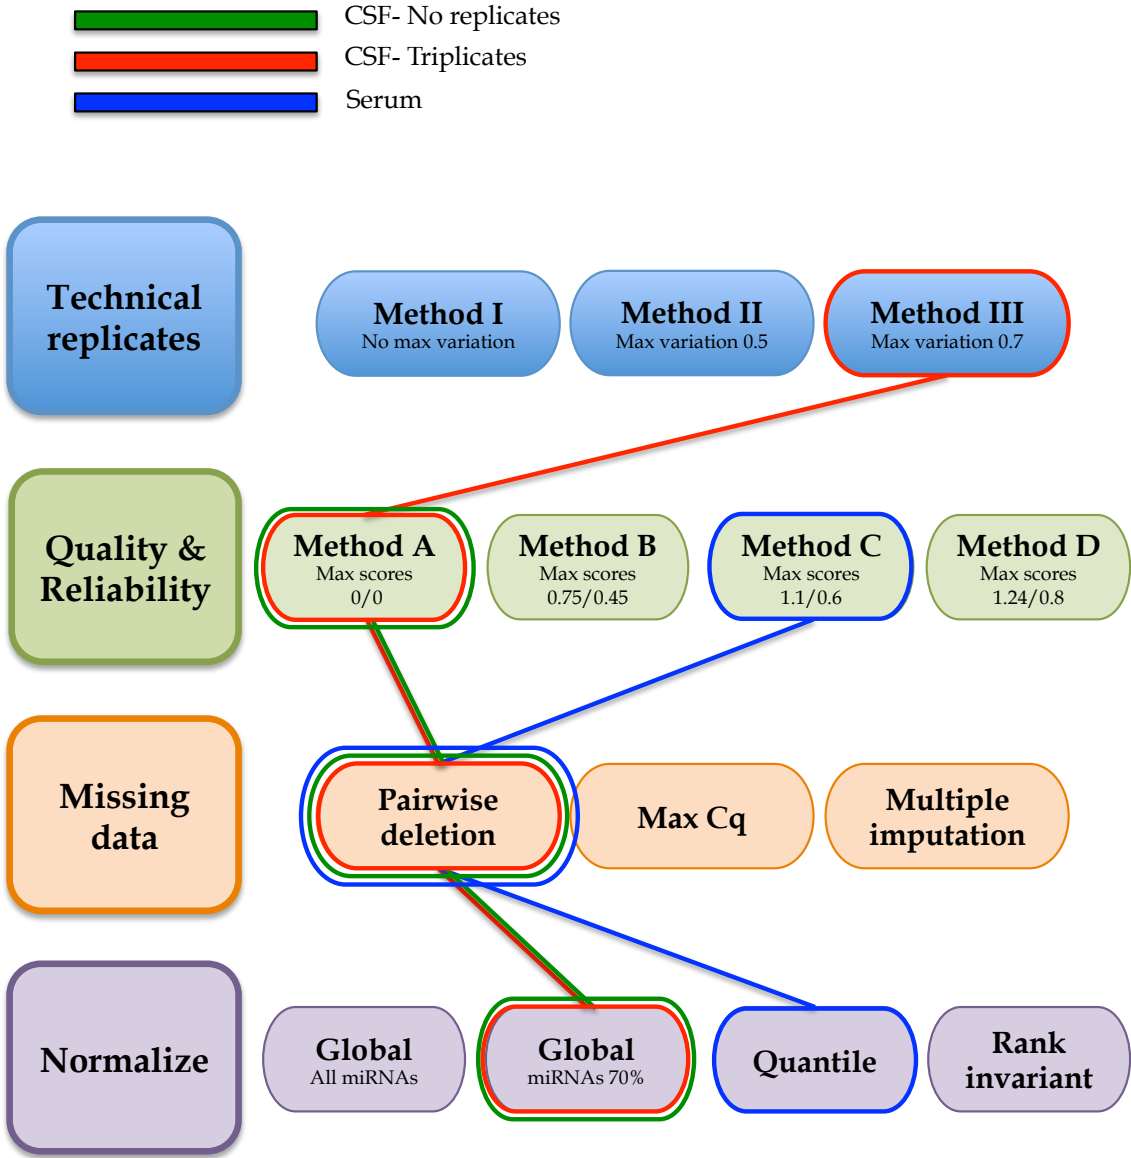 CSF- No replicates
CSF- Triplicates
Serum
Technical
replicates
Method I
No max variation
Method II
Max variation 0.5
Method III
Max variation 0.7
Quality &
Reliability
Method A
Max scores
0/0
Method B
Max scores
0.75/0.45
Method C
Max scores
1.1/0.6
Method D
Max scores
1.24/0.8
Missing
data
Pairwise
deletion
Max Cq
Multiple
imputation
Normalize
Global
All miRNAs
Global
miRNAs 70%
Quantile
Rank
invariant